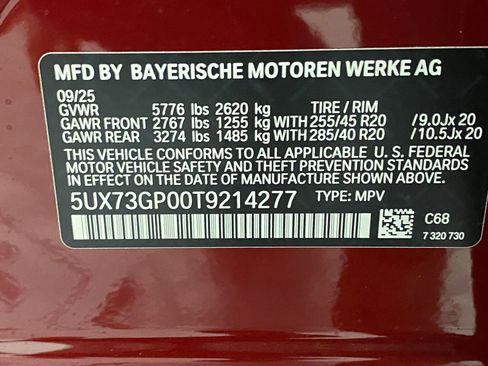 MFD BY BAYERISCHE MOTOREN WERKE AG
09/25
GVWR 5776 lbs 2620 kg TIRE / RIM
GAWR FRONT 2767 lbs 1255 kg WITH 255/45 R20 /9.0Jx 20
GAWR REAR 3274 lbs 1485 kg WITH 285/40 R20 /10.5Jx 20
THIS VEHICLE CONFORMS TO ALL APPLICABLE U. S. FEDERAL
MOTOR VEHICLE SAFETY AND THEFT PREVENTION STANDARDS
IN EFFECT ON THE DATE OF MANUFACTURE SHOWN ABOVE.
5UX73GP00T9214277 TYPE: MPV
C68
7 320 730